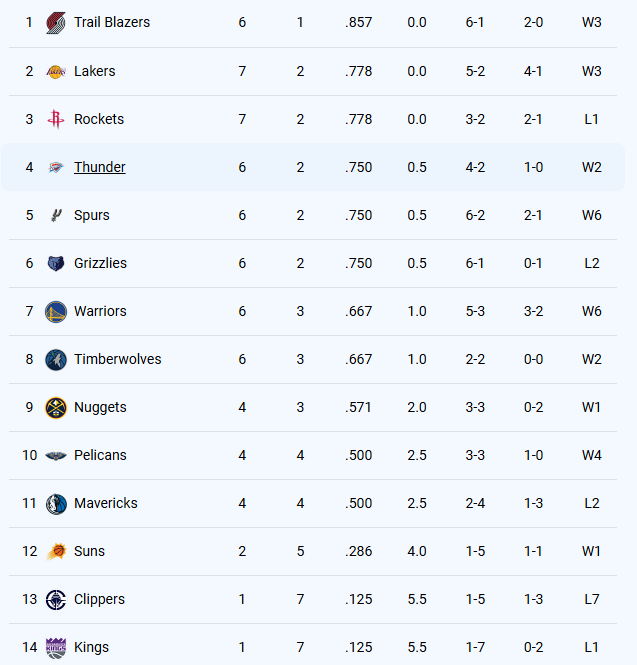 1 Trail Blazers 6 1 .857 0.0 6-1 2-0 W3
2 Lakers 7 2 .778 0.0 5-2 4-1 W3
3 Rockets 7 2 .778 0.0 3-2 2-1 L1
4 Thunder 6 2 .750 0.5 4-2 1-0 W2
5 Spurs 6 2 .750 0.5 6-2 2-1 W6
6 Grizzlies 6 2 .750 0.5 6-1 0-1 L2
7 Warriors 6 3 .667 1.0 5-3 3-2 W6
8 Timberwolves 6 3 .667 1.0 2-2 0-0 W2
9 Nuggets 4 3 .571 2.0 3-3 0-2 W1
10 Pelicans 4 4 .500 2.5 3-3 1-0 W4
11 Mavericks 4 4 .500 2.5 2-4 1-3 L2
12 Suns 2 5 .286 4.0 1-5 1-1 W1
13 Clippers 1 7 .125 5.5 1-5 1-3 L7
14 Kings 1 7 .125 5.5 1-7 0-2 L1